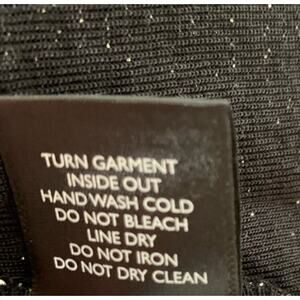 TURN GARMENT
INSIDE OUT
HAND WASH COLD
DO NOT BLEACH
LINE DRY
DO NOT IRON
DO NOT DRY CLEAN